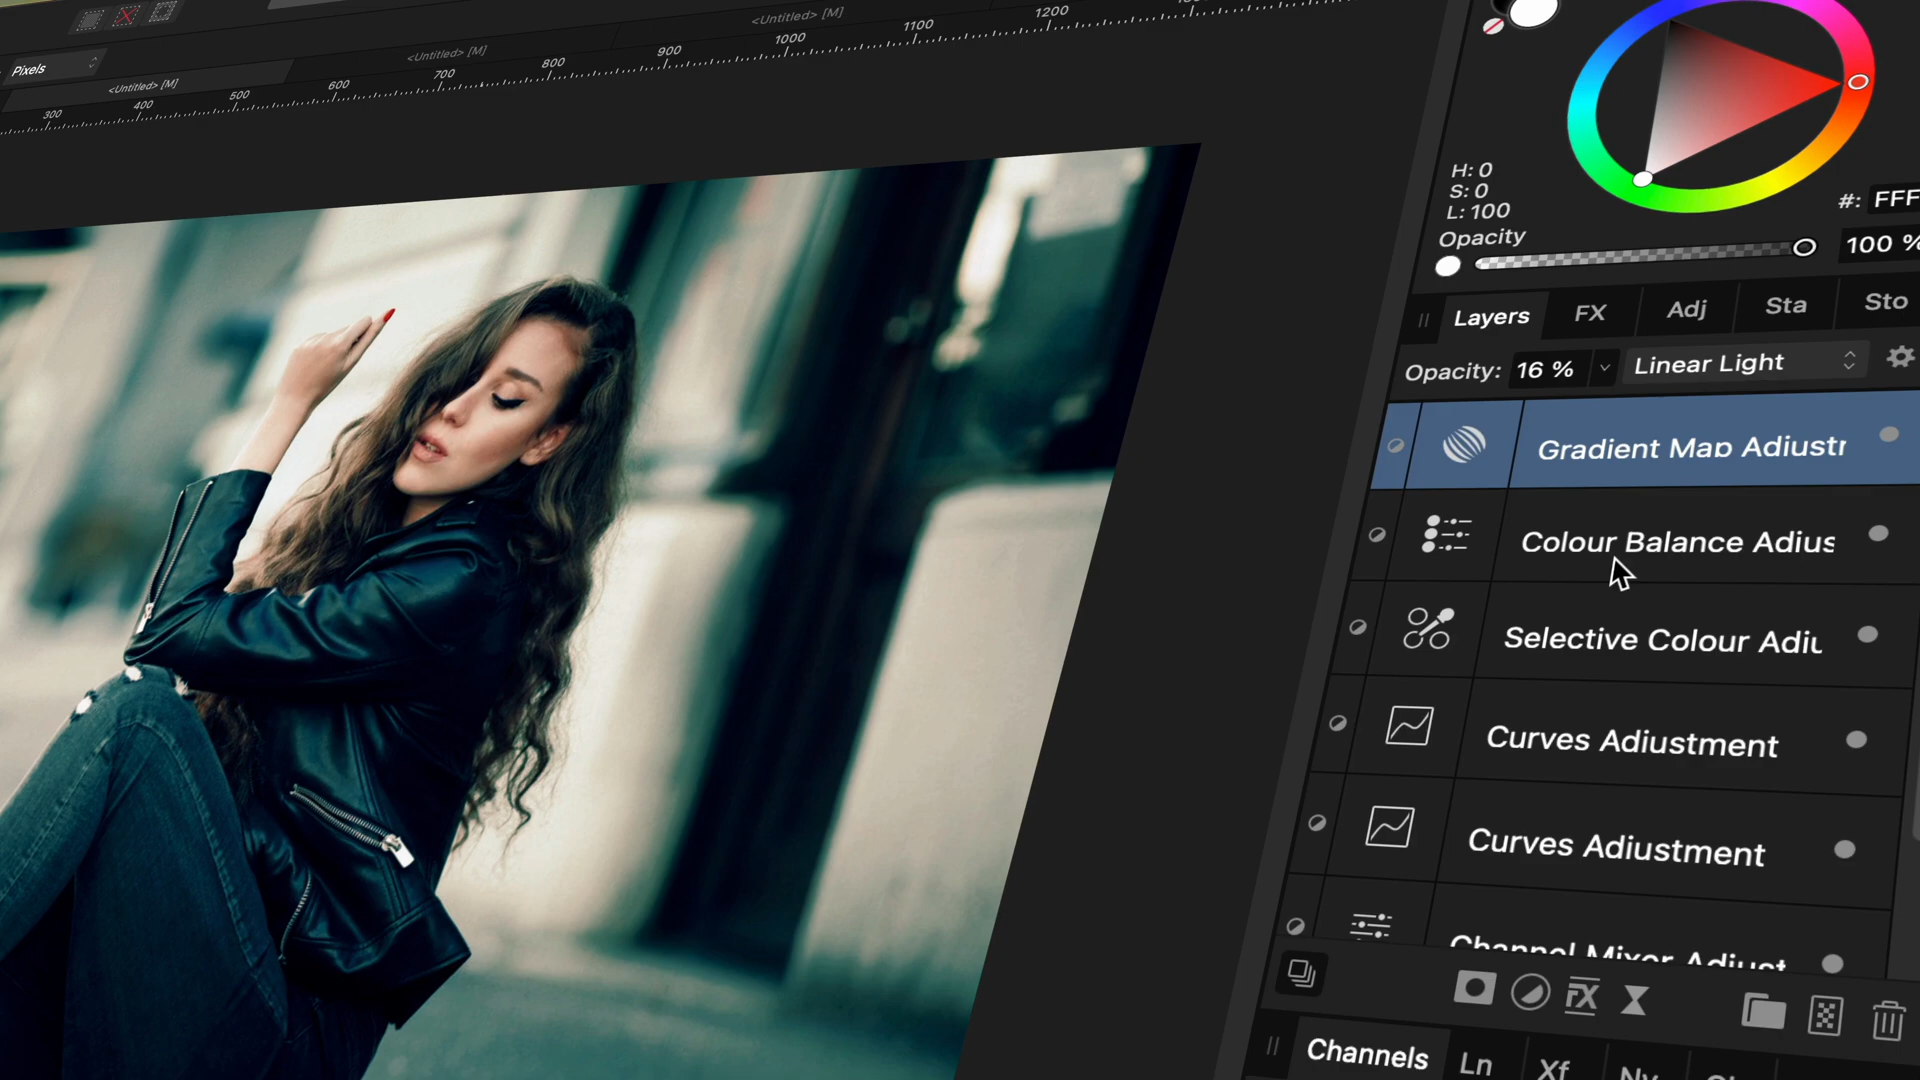 Pixels
<Untitled> [M]
<Untitled> [M]
<Untitled> [M]
300 400 500 600 700 800 900 1000 1100 1200
H: 0
S: 0
L: 100
#: FFF
Opacity
100 %
Layers FX Adj Sta Sto
Opacity: 16 % Linear Light
Gradient Map Adjustr
Colour Balance Adjus
Selective Colour Adju
Curves Adjustment
Curves Adjustment
Channel Mixer Adjust
FX
Channels Ln Xf